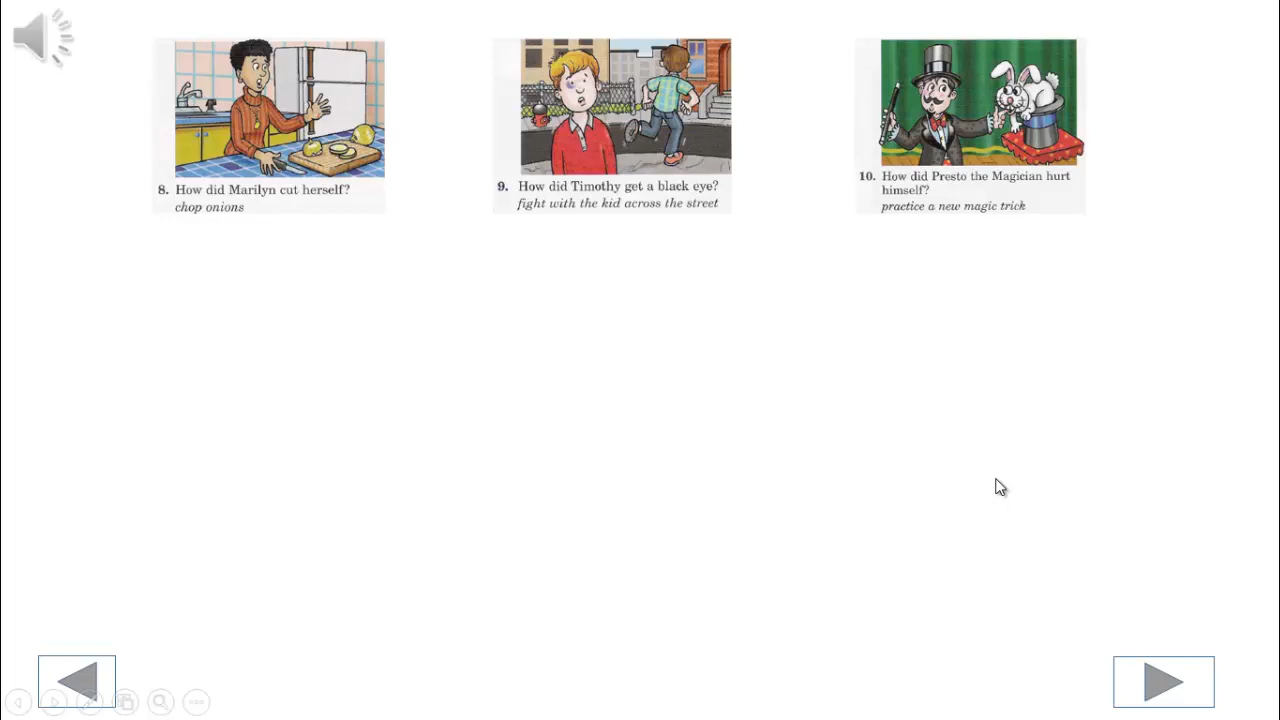 8. How did Marilyn cut herself?
chop onions
9. How did Timothy get a black eye?
fight with the kid across the street
10. How did Presto the Magician hurt
himself?
practice a new magic trick